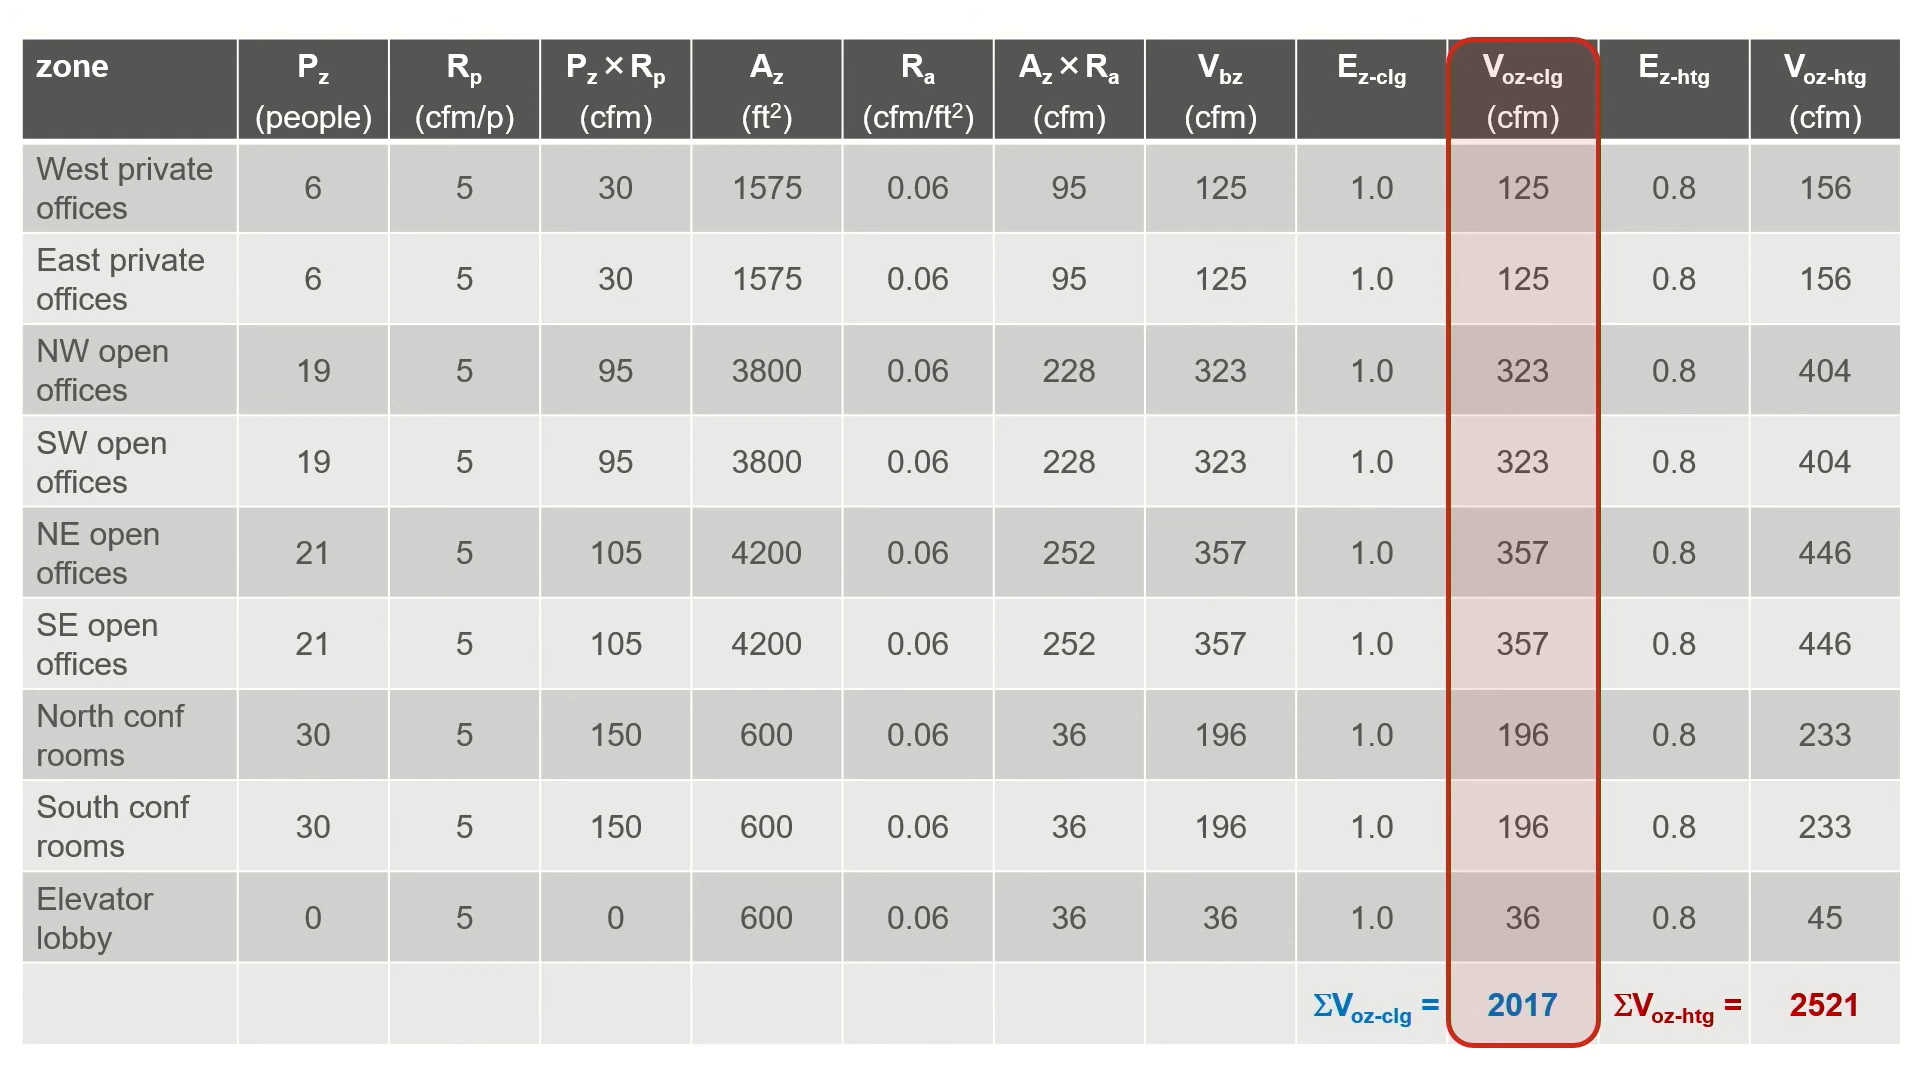 zone Pz Rp Pz × Rp Az Ra Az × Ra Vbz Ez-clg Voz-clg Ez-htg Voz-htg
(people) (cfm/p) (cfm) (ft²) (cfm/ft²) (cfm) (cfm) (cfm) (cfm)
West private
offices
6 5 30 1575 0.06 95 125 1.0 125 0.8 156
East private
offices
6 5 30 1575 0.06 95 125 1.0 125 0.8 156
NW open
offices
19 5 95 3800 0.06 228 323 1.0 323 0.8 404
SW open
offices
19 5 95 3800 0.06 228 323 1.0 323 0.8 404
NE open
offices
21 5 105 4200 0.06 252 357 1.0 357 0.8 446
SE open
offices
21 5 105 4200 0.06 252 357 1.0 357 0.8 446
North conf
rooms
30 5 150 600 0.06 36 196 1.0 196 0.8 233
South conf
rooms
30 5 150 600 0.06 36 196 1.0 196 0.8 233
Elevator
lobby
0 5 0 600 0.06 36 36 1.0 36 0.8 45
ΣVoz-clg = 2017 ΣVoz-htg = 2521